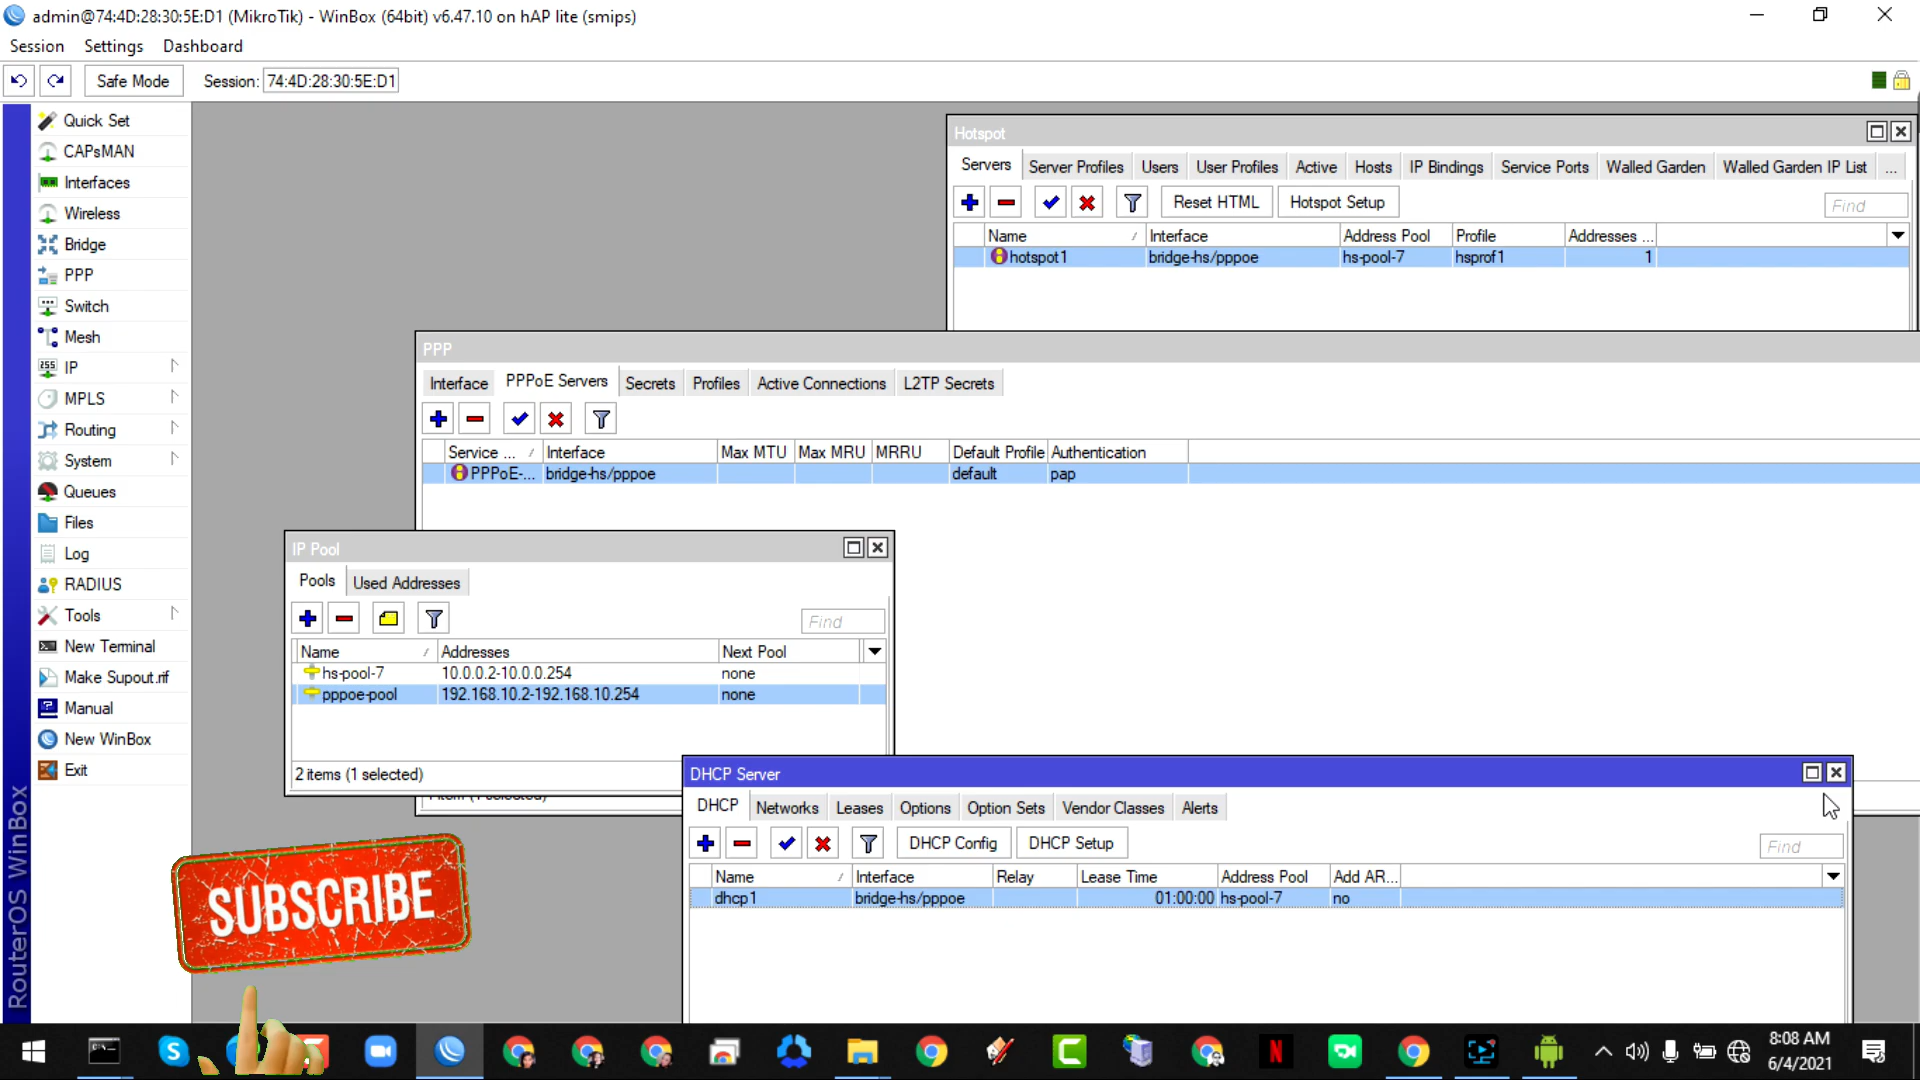 admin@74:4D:28:30:5E:D1 (MikroTik) - WinBox (64bit) v6.47.10 on hAP lite (smips)
Session Settings Dashboard
Safe Mode Session: 74:4D:28:30:5E:D1
Quick Set
CAPsMAN
Interfaces
Wireless
Bridge
PPP
Switch
Mesh
IP
MPLS
Routing
System
Queues
Files
Log
RADIUS
Tools
New Terminal
Make Supout.rif
Manual
New WinBox
Exit
RouterOS WinBox
Hotspot
Servers Server Profiles Users User Profiles Active Hosts IP Bindings Service Ports Walled Garden Walled Garden IP List ...
Reset HTML Hotspot Setup Find
Name Interface Address Pool Profile Addresses ...
hotspot1 bridge-hs/pppoe hs-pool-7 hsprof1 1
PPP
Interface PPPoE Servers Secrets Profiles Active Connections L2TP Secrets
Service ... Interface Max MTU Max MRU MRRU Default Profile Authentication
PPPoE-... bridge-hs/pppoe default pap
IP Pool
Pools Used Addresses
Find
Name Addresses Next Pool
hs-pool-7 10.0.0.2-10.0.0.254 none
pppoe-pool 192.168.10.2-192.168.10.254 none
2 items (1 selected)
DHCP Server
DHCP Networks Leases Options Option Sets Vendor Classes Alerts
DHCP Config DHCP Setup Find
Name Interface Relay Lease Time Address Pool Add AR...
dhcp1 bridge-hs/pppoe 01:00:00 hs-pool-7 no
SUBSCRIBE
8:08 AM
6/4/2021